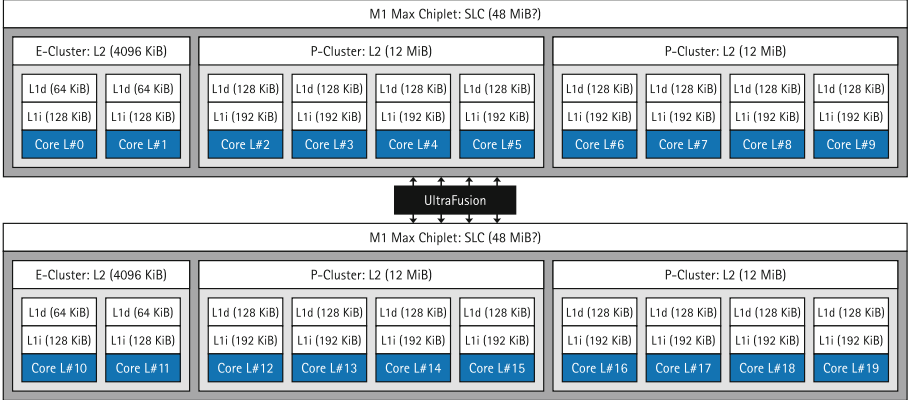 M1 Max Chiplet: SLC (48 MiB?)
E-Cluster: L2 (4096 KiB) P-Cluster: L2 (12 MiB) P-Cluster: L2 (12 MiB)
L1d (64 KiB) L1d (64 KiB) L1d (128 KiB) L1d (128 KiB) L1d (128 KiB) L1d (128 KiB) L1d (128 KiB) L1d (128 KiB) L1d (128 KiB) L1d (128 KiB)
L1i (128 KiB) L1i (128 KiB) L1i (192 KiB) L1i (192 KiB) L1i (192 KiB) L1i (192 KiB) L1i (192 KiB) L1i (192 KiB) L1i (192 KiB) L1i (192 KiB)
Core L#0 Core L#1 Core L#2 Core L#3 Core L#4 Core L#5 Core L#6 Core L#7 Core L#8 Core L#9
UltraFusion
M1 Max Chiplet: SLC (48 MiB?)
E-Cluster: L2 (4096 KiB) P-Cluster: L2 (12 MiB) P-Cluster: L2 (12 MiB)
L1d (64 KiB) L1d (64 KiB) L1d (128 KiB) L1d (128 KiB) L1d (128 KiB) L1d (128 KiB) L1d (128 KiB) L1d (128 KiB) L1d (128 KiB) L1d (128 KiB)
L1i (128 KiB) L1i (128 KiB) L1i (192 KiB) L1i (192 KiB) L1i (192 KiB) L1i (192 KiB) L1i (192 KiB) L1i (192 KiB) L1i (192 KiB) L1i (192 KiB)
Core L#10 Core L#11 Core L#12 Core L#13 Core L#14 Core L#15 Core L#16 Core L#17 Core L#18 Core L#19